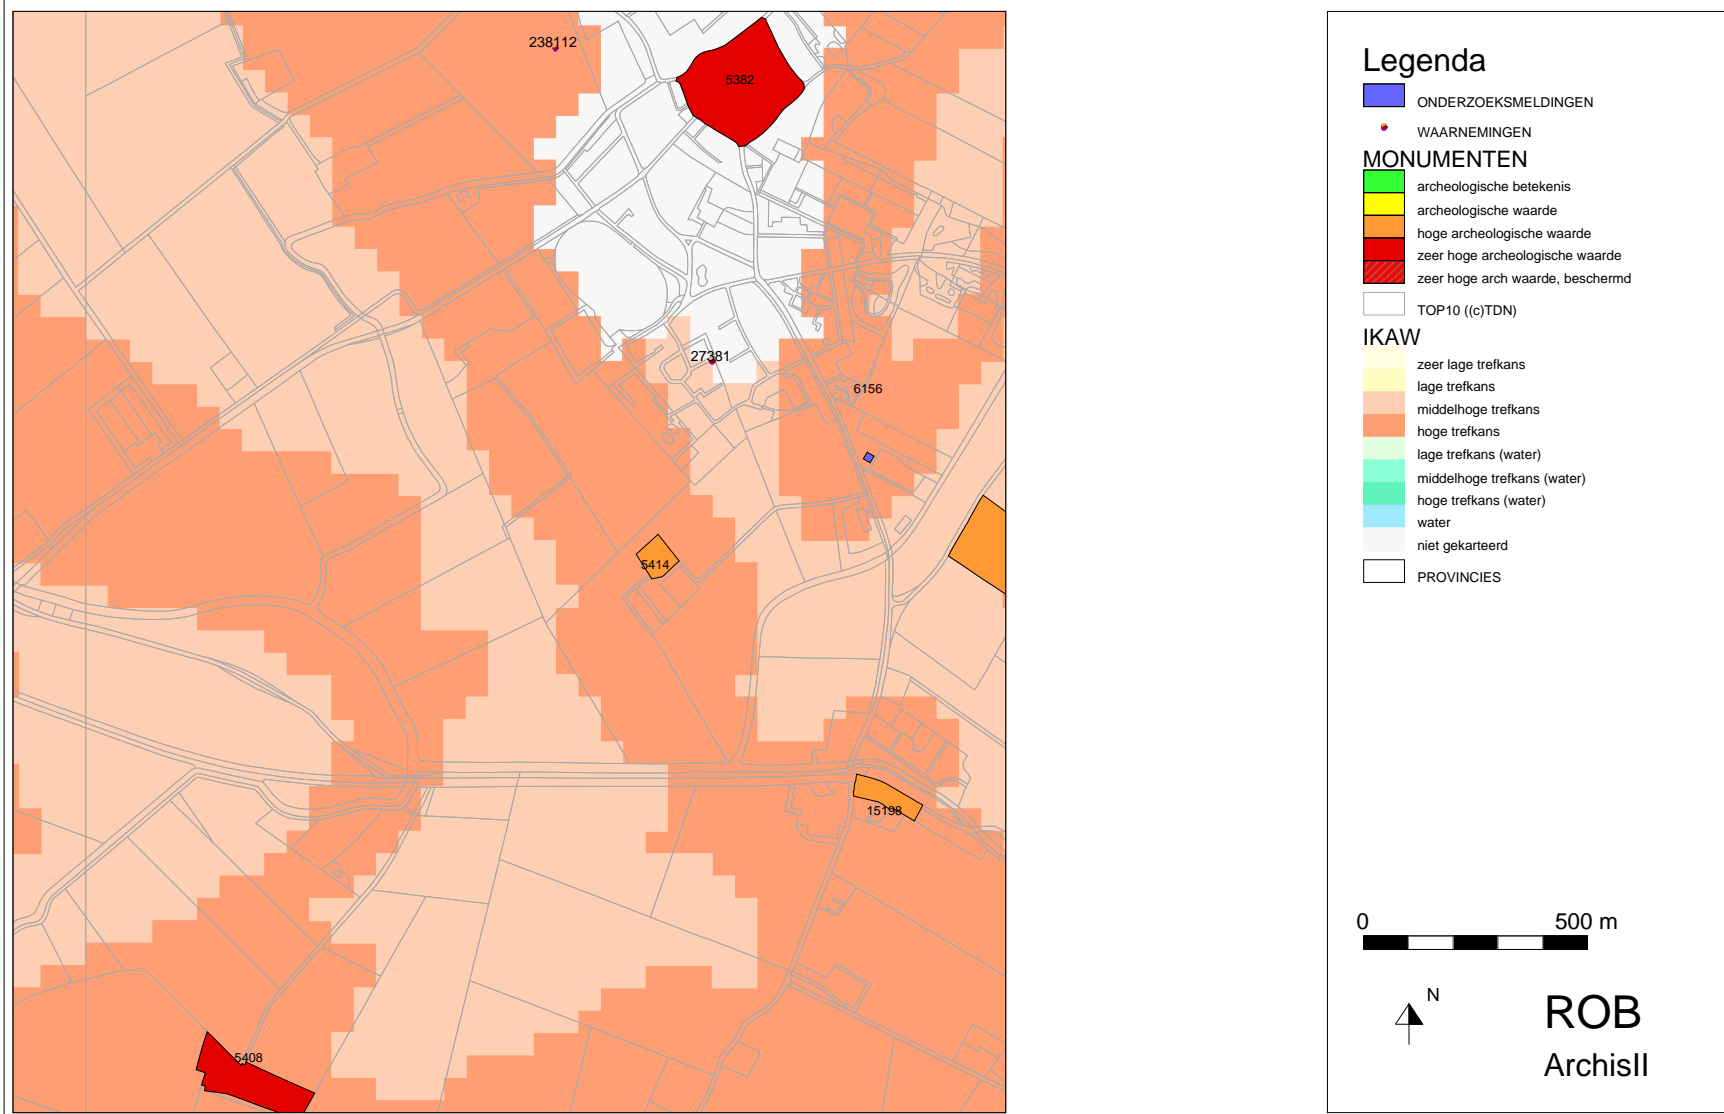 238112
5382
27381
6156
5414
15198
5408
Legenda
ONDERZOEKSMELDINGEN
WAARNEMINGEN
MONUMENTEN
archeologische betekenis
archeologische waarde
hoge archeologische waarde
zeer hoge archeologische waarde
zeer hoge arch waarde, beschermd
TOP10 ((c)TDN)
IKAW
zeer lage trefkans
lage trefkans
middelhoge trefkans
hoge trefkans
lage trefkans (water)
middelhoge trefkans (water)
hoge trefkans (water)
water
niet gekarteerd
PROVINCIES
0 500 m
N
ROB
ArchisII